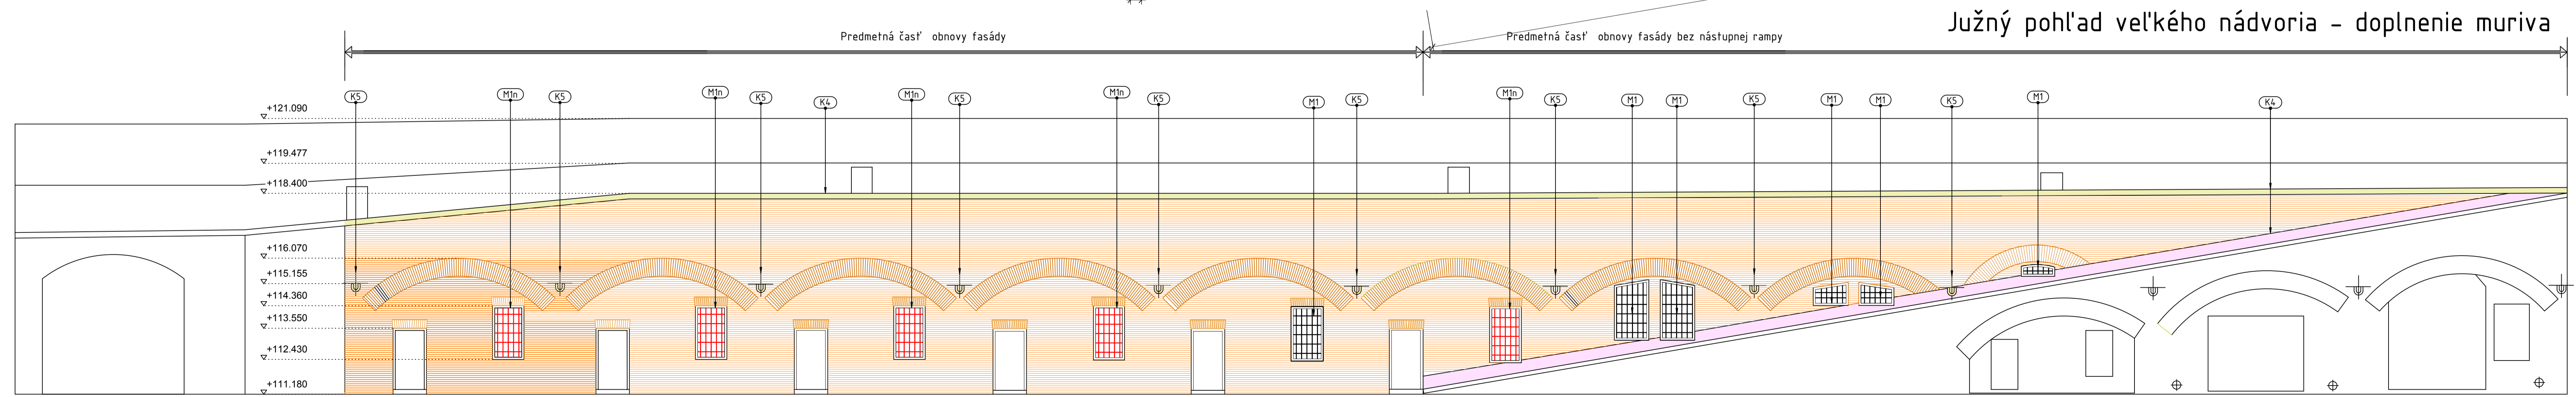 Južný pohľad veľkého nádvoria - doplnenie muriva
Predmetná časť obnovy fasády
Predmetná časť obnovy fasády bez nástupnej rampy
K5 M1n K5 M1n K5 K4 M1n K5 M1n K5 M1 K5 M1n K5 M1 M1 K5 M1 M1 K5 M1 K4
+121.090
+119.477
+118.400
+116.070
+115.155
+114.360
+113.550
+112.430
+111.180